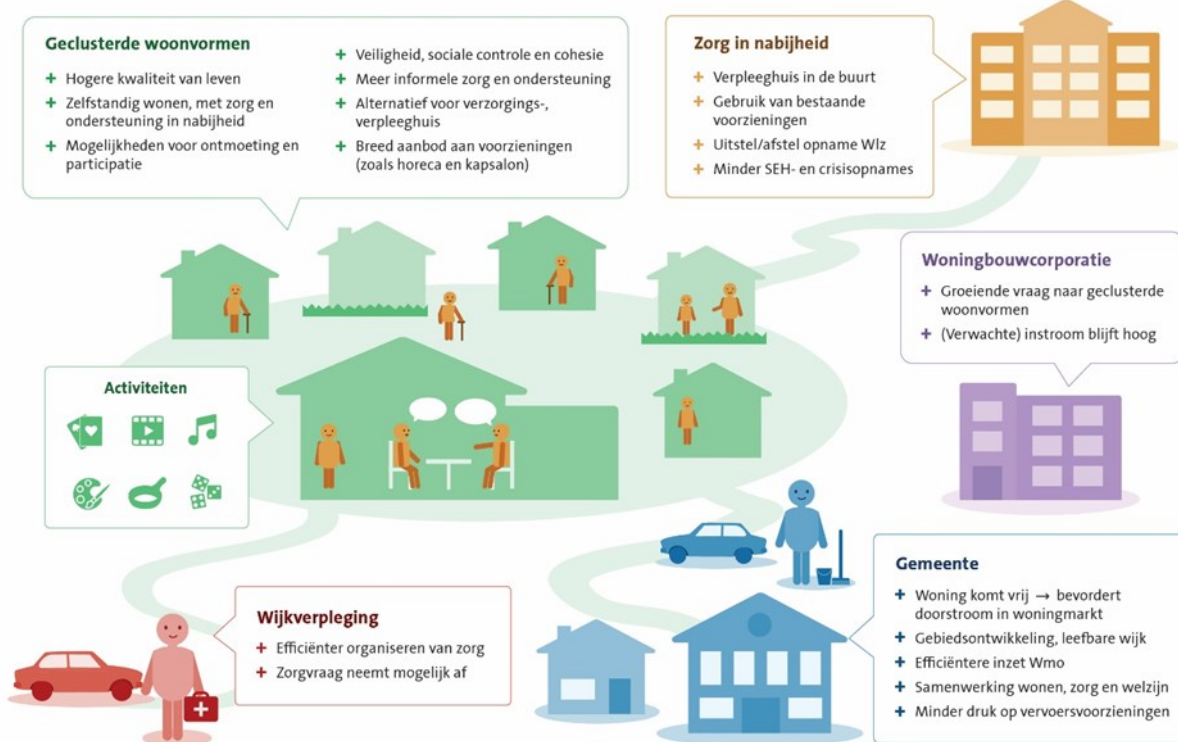 Geclusterde woonvormen
+ Hogere kwaliteit van leven
+ Zelfstandig wonen, met zorg en
ondersteuning in nabijheid
+ Mogelijkheden voor ontmoeting en
participatie
+ Veiligheid, sociale controle en cohesie
+ Meer informele zorg en ondersteuning
+ Alternatief voor verzorgings-,
verpleeghuis
+ Breed aanbod aan voorzieningen
(zoals horeca en kapsalon)
Zorg in nabijheid
+ Verpleeghuis in de buurt
+ Gebruik van bestaande
voorzieningen
+ Uitstel/afstel opname Wlz
+ Minder SEH- en crisisopnames
Woningbouwcorporatie
+ Groeiende vraag naar geclusterde
woonvormen
+ (Verwachte) instroom blijft hoog
Activiteiten
Wijkverpleging
+ Efficiënter organiseren van zorg
+ Zorgvraag neemt mogelijk af
Gemeente
+ Woning komt vrij → bevordert
doorstroom in woningmarkt
+ Gebiedsontwikkeling, leefbare wijk
+ Efficiëntere inzet Wmo
+ Samenwerking wonen, zorg en welzijn
+ Minder druk op vervoersvoorzieningen